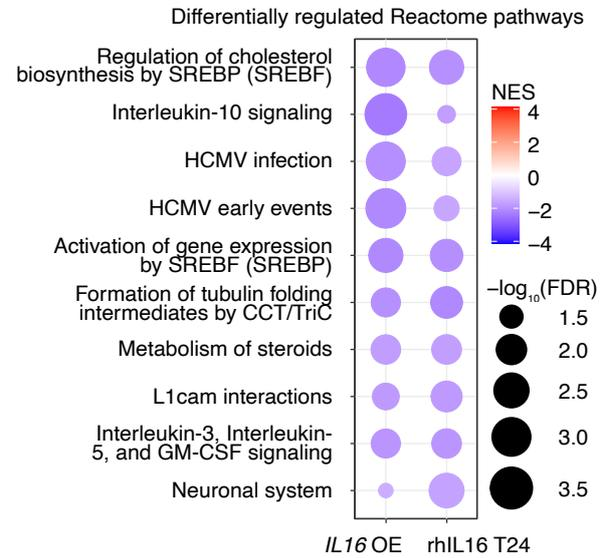 Differentially regulated Reactome pathways
Regulation of cholesterol
biosynthesis by SREBP (SREBF)
Interleukin-10 signaling
HCMV infection
HCMV early events
Activation of gene expression
by SREBF (SREBP)
Formation of tubulin folding
intermediates by CCT/TriC
Metabolism of steroids
L1cam interactions
Interleukin-3, Interleukin-
5, and GM-CSF signaling
Neuronal system
IL16 OE
rhIL16 T24
NES
4
2
0
−2
−4
−log10(FDR)
1.5
2.0
2.5
3.0
3.5